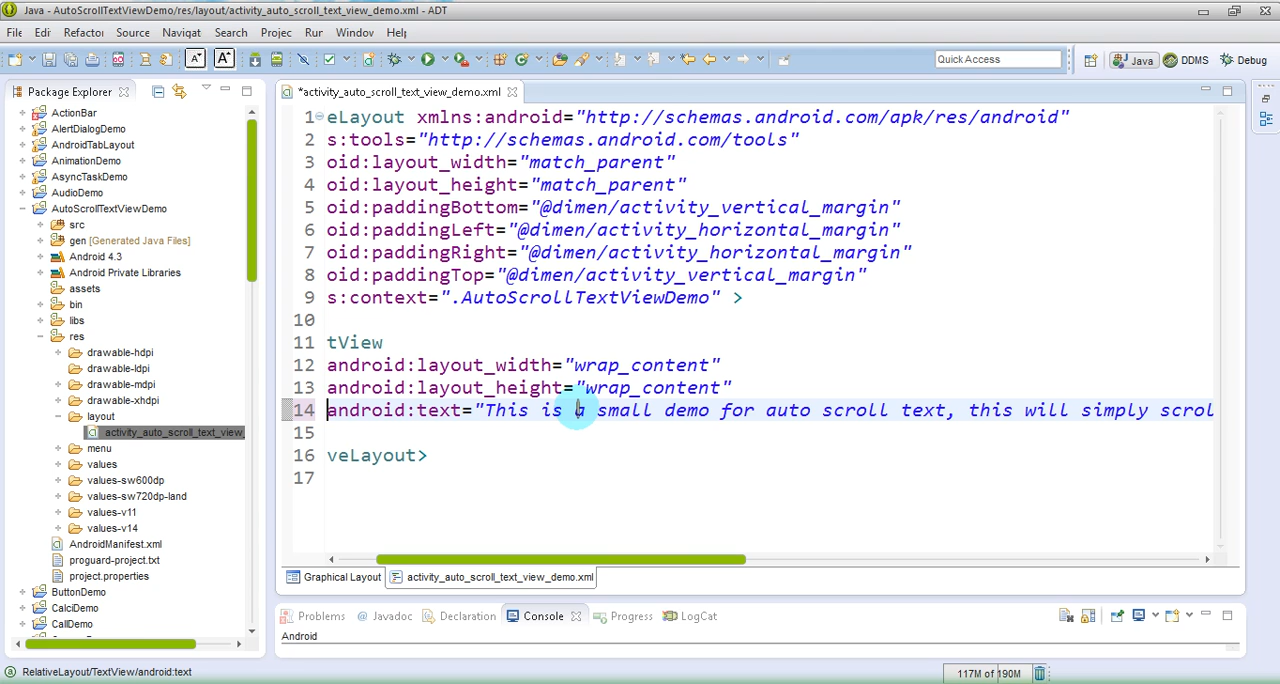 Java - AutoScrollTextViewDemo/res/layout/activity_auto_scroll_text_view_demo.xml - ADT
File Edi Refactor Source Navigat Search Projec Run Window Help
A A Quick Access Java DDMS Debug
Package Explorer
*activity_auto_scroll_text_view_demo.xml
ActionBar
AlertDialogDemo
AndroidTabLayout
AnimationDemo
AsyncTaskDemo
AudioDemo
AutoScrollTextViewDemo
src
gen [Generated Java Files]
Android 4.3
Android Private Libraries
assets
bin
libs
res
drawable-hdpi
drawable-ldpi
drawable-mdpi
drawable-xhdpi
layout
activity_auto_scroll_text_view_
menu
values
values-sw600dp
values-sw720dp-land
values-v11
values-v14
AndroidManifest.xml
proguard-project.txt
project.properties
ButtonDemo
CalciDemo
CallDemo
1 eLayout xmlns:android="http://schemas.android.com/apk/res/android"
2 s:tools="http://schemas.android.com/tools"
3 oid:layout_width="match_parent"
4 oid:layout_height="match_parent"
5 oid:paddingBottom="@dimen/activity_vertical_margin"
6 oid:paddingLeft="@dimen/activity_horizontal_margin"
7 oid:paddingRight="@dimen/activity_horizontal_margin"
8 oid:paddingTop="@dimen/activity_vertical_margin"
9 s:context=".AutoScrollTextViewDemo" >
10
11 tView
12 android:layout_width="wrap_content"
13 android:layout_height="wrap_content"
14 android:text="This is a small demo for auto scroll text, this will simply scrol
15
16 veLayout>
17
Graphical Layout activity_auto_scroll_text_view_demo.xml
Problems Javadoc Declaration Console Progress LogCat
Android
RelativeLayout/TextView/android:text 117M of 190M